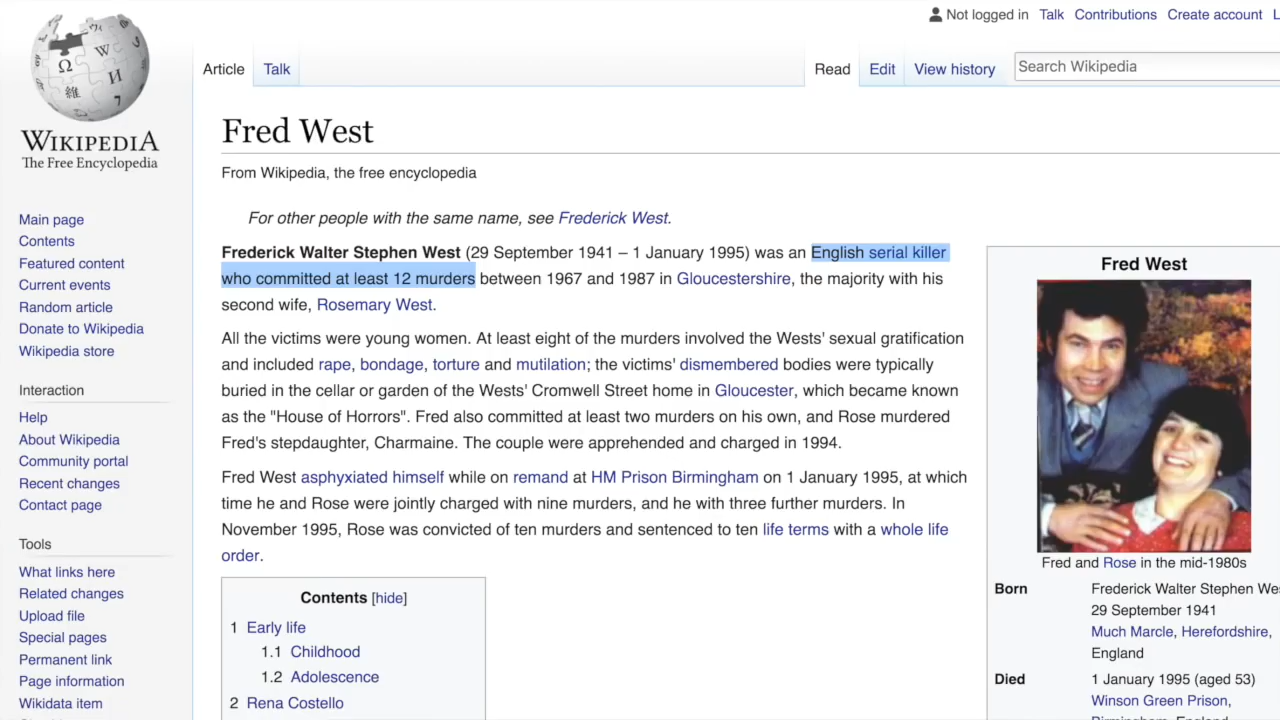 Not logged in Talk Contributions Create account L
Article Talk Read Edit View history Search Wikipedia
WIKIPEDIA
The Free Encyclopedia
Main page
Contents
Featured content
Current events
Random article
Donate to Wikipedia
Wikipedia store
Interaction
Help
About Wikipedia
Community portal
Recent changes
Contact page
Tools
What links here
Related changes
Upload file
Special pages
Permanent link
Page information
Wikidata item
Fred West
From Wikipedia, the free encyclopedia
For other people with the same name, see Frederick West.
Frederick Walter Stephen West (29 September 1941 – 1 January 1995) was an English serial killer
who committed at least 12 murders between 1967 and 1987 in Gloucestershire, the majority with his
second wife, Rosemary West.
All the victims were young women. At least eight of the murders involved the Wests' sexual gratification
and included rape, bondage, torture and mutilation; the victims' dismembered bodies were typically
buried in the cellar or garden of the Wests' Cromwell Street home in Gloucester, which became known
as the "House of Horrors". Fred also committed at least two murders on his own, and Rose murdered
Fred's stepdaughter, Charmaine. The couple were apprehended and charged in 1994.
Fred West asphyxiated himself while on remand at HM Prison Birmingham on 1 January 1995, at which
time he and Rose were jointly charged with nine murders, and he with three further murders. In
November 1995, Rose was convicted of ten murders and sentenced to ten life terms with a whole life
order.
Contents [hide]
1 Early life
1.1 Childhood
1.2 Adolescence
2 Rena Costello
Fred West
Fred and Rose in the mid-1980s
Born Frederick Walter Stephen We
29 September 1941
Much Marcle, Herefordshire,
England
Died 1 January 1995 (aged 53)
Winson Green Prison,
Birmingham, England